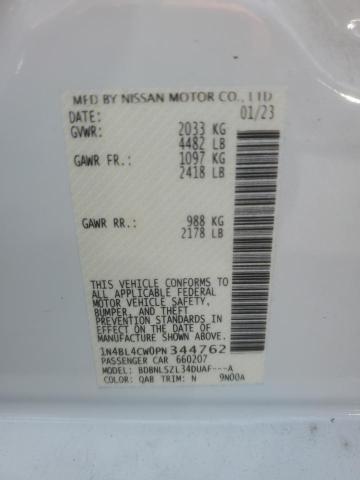 MFD BY NISSAN MOTOR CO., LTD
DATE: 01/23
GVWR: 2033 KG
4482 LB
GAWR FR.: 1097 KG
2418 LB
GAWR RR.: 988 KG
2178 LB
THIS VEHICLE CONFORMS TO
ALL APPLICABLE FEDERAL
MOTOR VEHICLE SAFETY,
BUMPER, AND THEFT
PREVENTION STANDARDS IN
EFFECT ON THE DATE OF
MANUFACTURE SHOWN ABOVE.
1N4BL4CW0PN344762
PASSENGER CAR 660207
MODEL: BDBNLSZL34DUAF---A
COLOR: QAB TRIM: N 9N00A